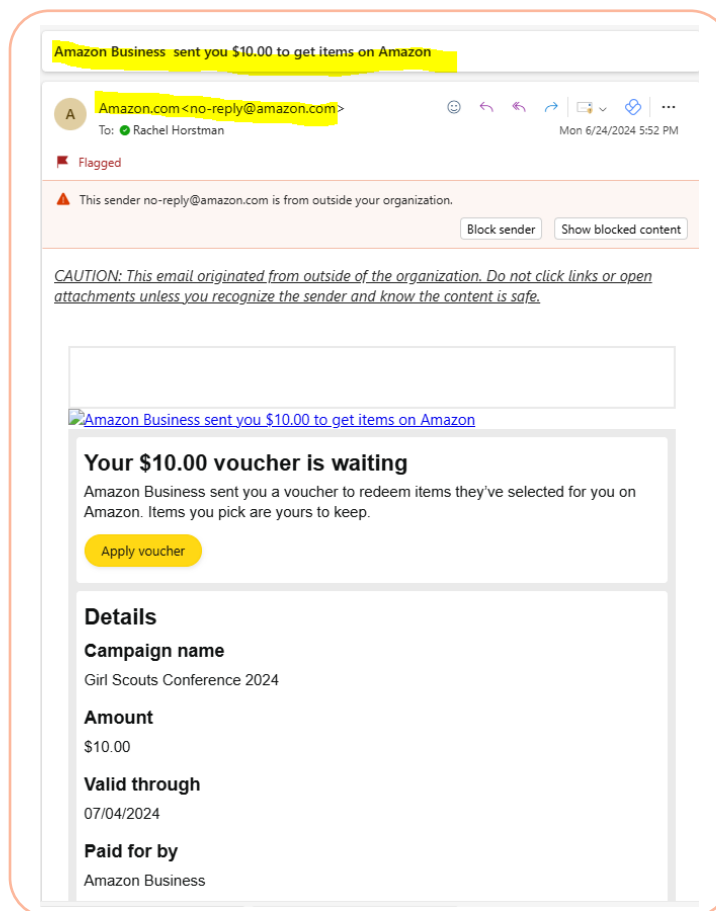 Amazon Business sent you $10.00 to get items on Amazon
A
Amazon.com<no-reply@amazon.com>
To: Rachel Horstman
Mon 6/24/2024 5:52 PM
Flagged
This sender no-reply@amazon.com is from outside your organization.
Block sender
Show blocked content
CAUTION: This email originated from outside of the organization. Do not click links or open
attachments unless you recognize the sender and know the content is safe.
Amazon Business sent you $10.00 to get items on Amazon
Your $10.00 voucher is waiting
Amazon Business sent you a voucher to redeem items they've selected for you on
Amazon. Items you pick are yours to keep.
Apply voucher
Details
Campaign name
Girl Scouts Conference 2024
Amount
$10.00
Valid through
07/04/2024
Paid for by
Amazon Business